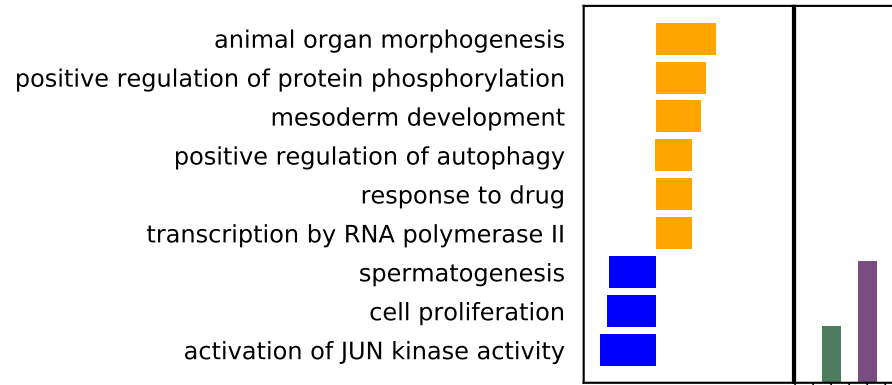 animal organ morphogenesis
positive regulation of protein phosphorylation
mesoderm development
positive regulation of autophagy
response to drug
transcription by RNA polymerase II
spermatogenesis
cell proliferation
activation of JUN kinase activity